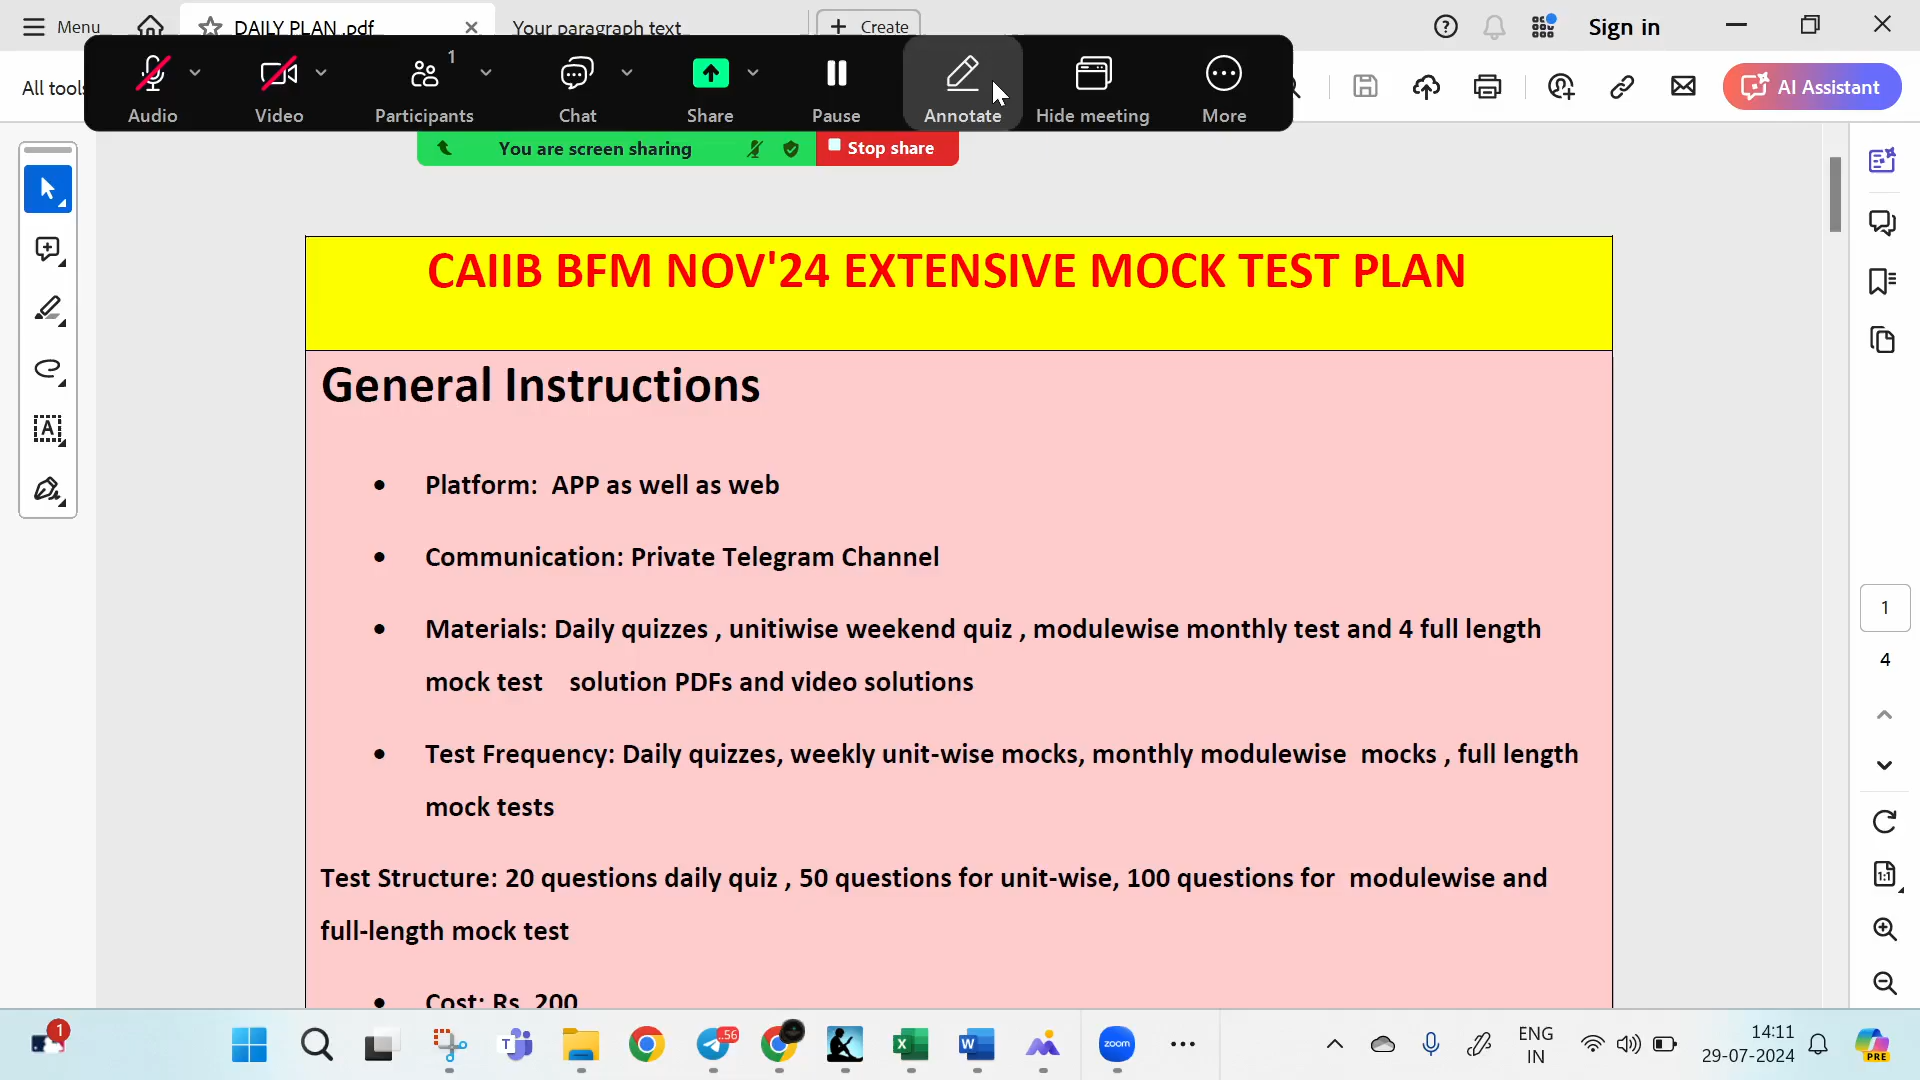 Menu
DAILY PLAN .pdf
Your paragraph text
Create
Sign in
All tools
Audio
Video
1
Participants
Chat
Share
Pause
Annotate
Hide meeting
More
AI Assistant
You are screen sharing
Stop share
CAIIB BFM NOV'24 EXTENSIVE MOCK TEST PLAN
General Instructions
• Platform: APP as well as web
• Communication: Private Telegram Channel
• Materials: Daily quizzes , unitiwise weekend quiz , modulewise monthly test and 4 full length
mock test solution PDFs and video solutions
• Test Frequency: Daily quizzes, weekly unit-wise mocks, monthly modulewise mocks , full length
mock tests
Test Structure: 20 questions daily quiz , 50 questions for unit-wise, 100 questions for modulewise and
full-length mock test
• Cost: Rs. 200
1
4
1
56
zoom
ENG
IN
14:11
29-07-2024
PRE